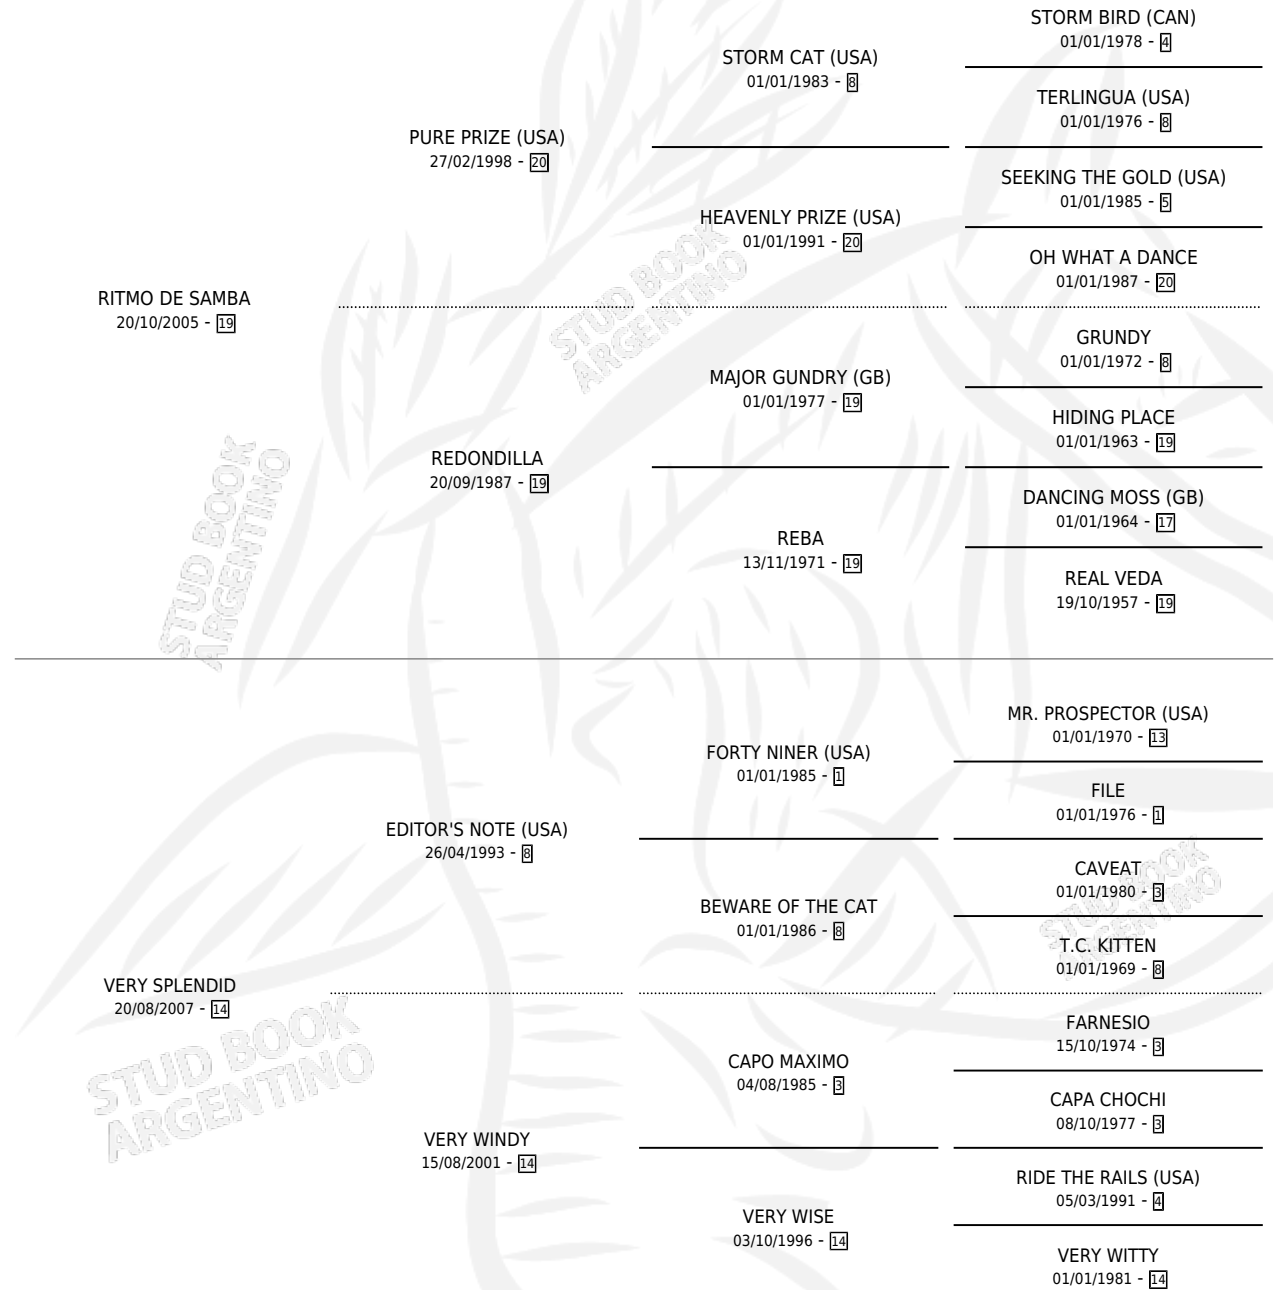 STORM BIRD (CAN)
01/01/1978 - 4
STORM CAT (USA)
01/01/1983 - 8
TERLINGUA (USA)
01/01/1976 - 8
PURE PRIZE (USA)
27/02/1998 - 20
SEEKING THE GOLD (USA)
01/01/1985 - 5
HEAVENLY PRIZE (USA)
01/01/1991 - 20
OH WHAT A DANCE
01/01/1987 - 20
STUD BOOK
ARGENTINO
RITMO DE SAMBA
20/10/2005 - 19
GRUNDY
01/01/1972 - 8
MAJOR GUNDRY (GB)
01/01/1977 - 19
HIDING PLACE
01/01/1963 - 19
REDONDILLA
20/09/1987 - 19
DANCING MOSS (GB)
01/01/1964 - 17
REBA
13/11/1971 - 19
REAL VEDA
19/10/1957 - 19
STUD BOOK
ARGENTINO
MR. PROSPECTOR (USA)
01/01/1970 - 13
FORTY NINER (USA)
01/01/1985 - 1
FILE
01/01/1976 - 1
EDITOR'S NOTE (USA)
26/04/1993 - 8
CAVEAT
01/01/1980 - 3
BEWARE OF THE CAT
01/01/1986 - 8
T.C. KITTEN
01/01/1969 - 8
STUD BOOK
ARGENTINO
VERY SPLENDID
20/08/2007 - 14
FARNESIO
15/10/1974 - 3
CAPO MAXIMO
04/08/1985 - 3
CAPA CHOCHI
08/10/1977 - 3
STUD BOOK
ARGENTINO
VERY WINDY
15/08/2001 - 14
RIDE THE RAILS (USA)
05/03/1991 - 4
VERY WISE
03/10/1996 - 14
VERY WITTY
01/01/1981 - 14